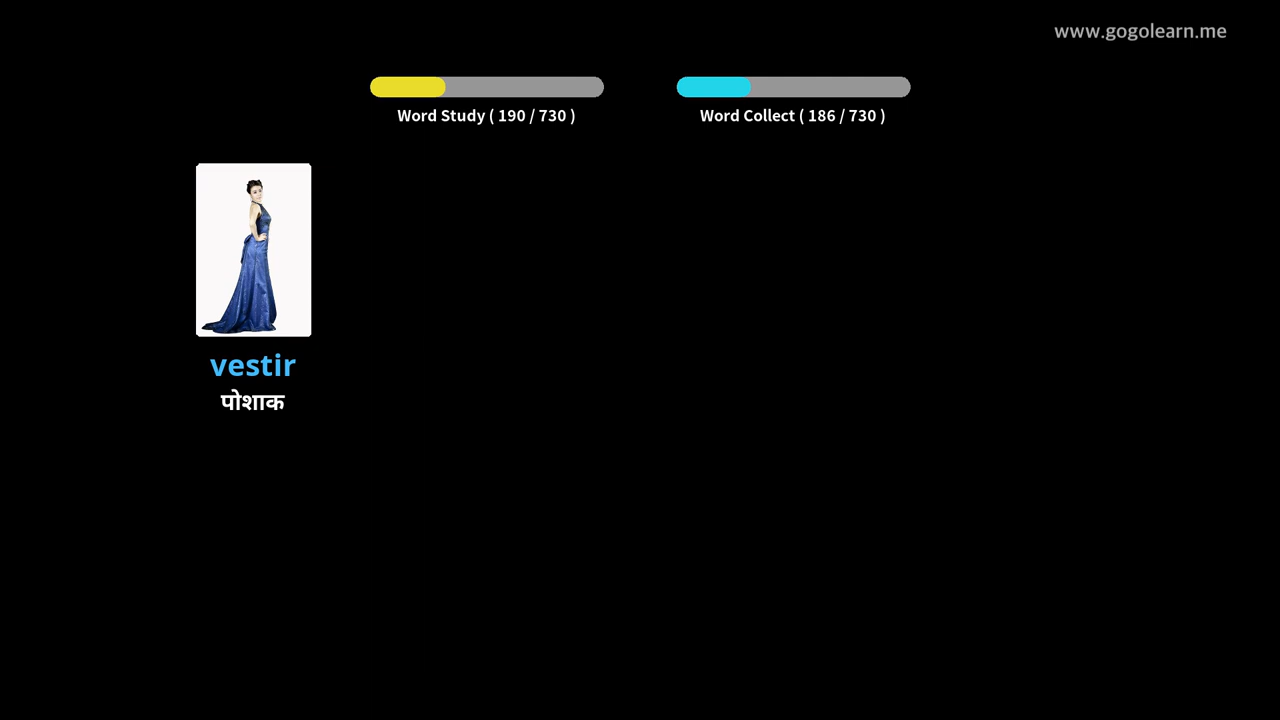 www.gogolearn.me
Word Study ( 190 / 730 )
Word Collect ( 186 / 730 )
vestir
पोशाक